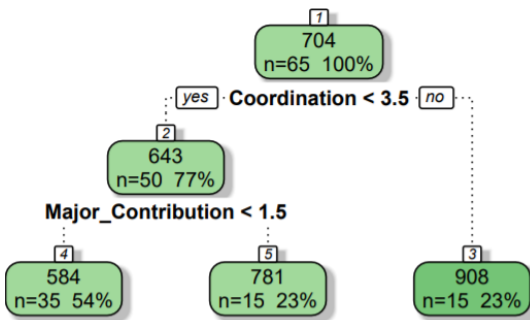 1
704
n=65 100%
yes Coordination < 3.5 no
2
643
n=50 77%
Major_Contribution < 1.5
4 5 3
584 781 908
n=35 54% n=15 23% n=15 23%